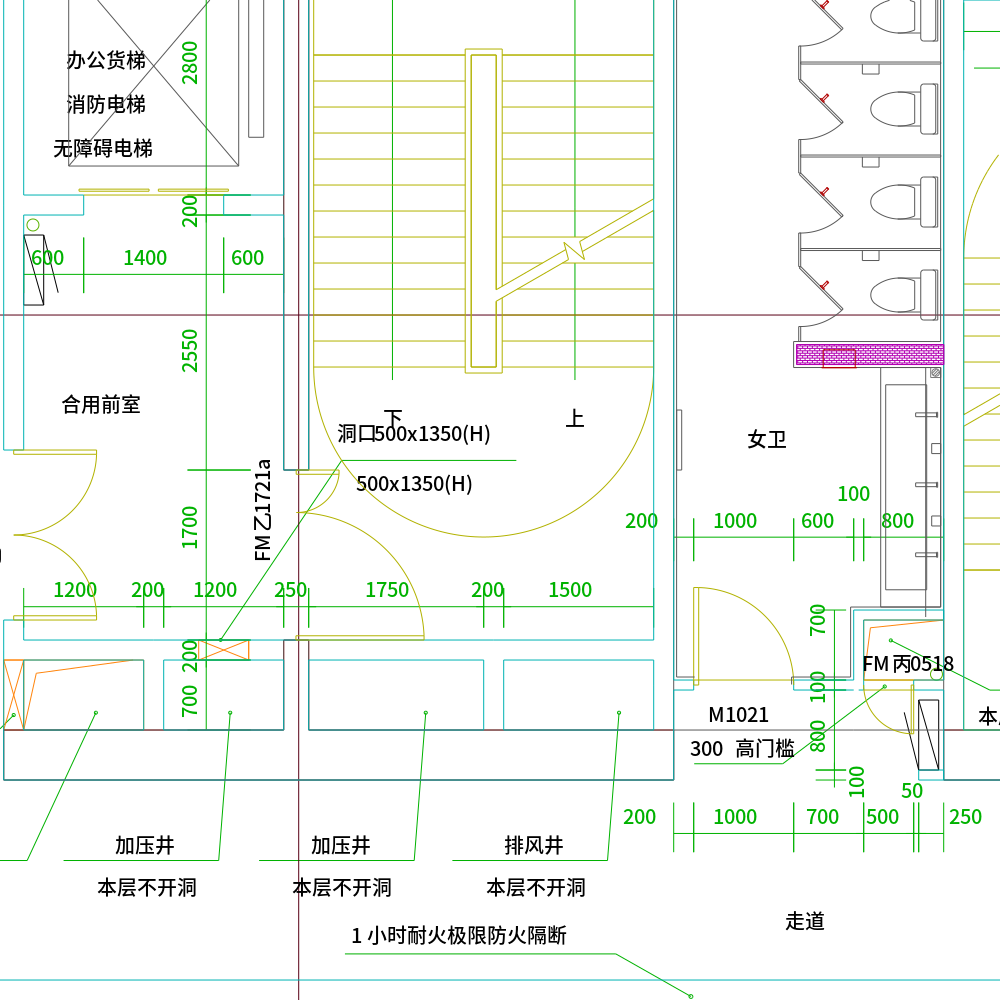 办公货梯
2800
消防电梯
无障碍电梯
200
600
1400
600
2550
合用前室
下
上
洞口500x1350(H)
女卫
500x1350(H)
FM乙1721a
1700
100
200
1000
600
800
1200
200
1200
250
1750
200
1500
700
200
FM丙0518
700
100
M1021
本
800
300 高门槛
100
50
200
1000
700
500
250
加压井
加压井
排风井
本层不开洞
本层不开洞
本层不开洞
走道
1小时耐火极限防火隔断